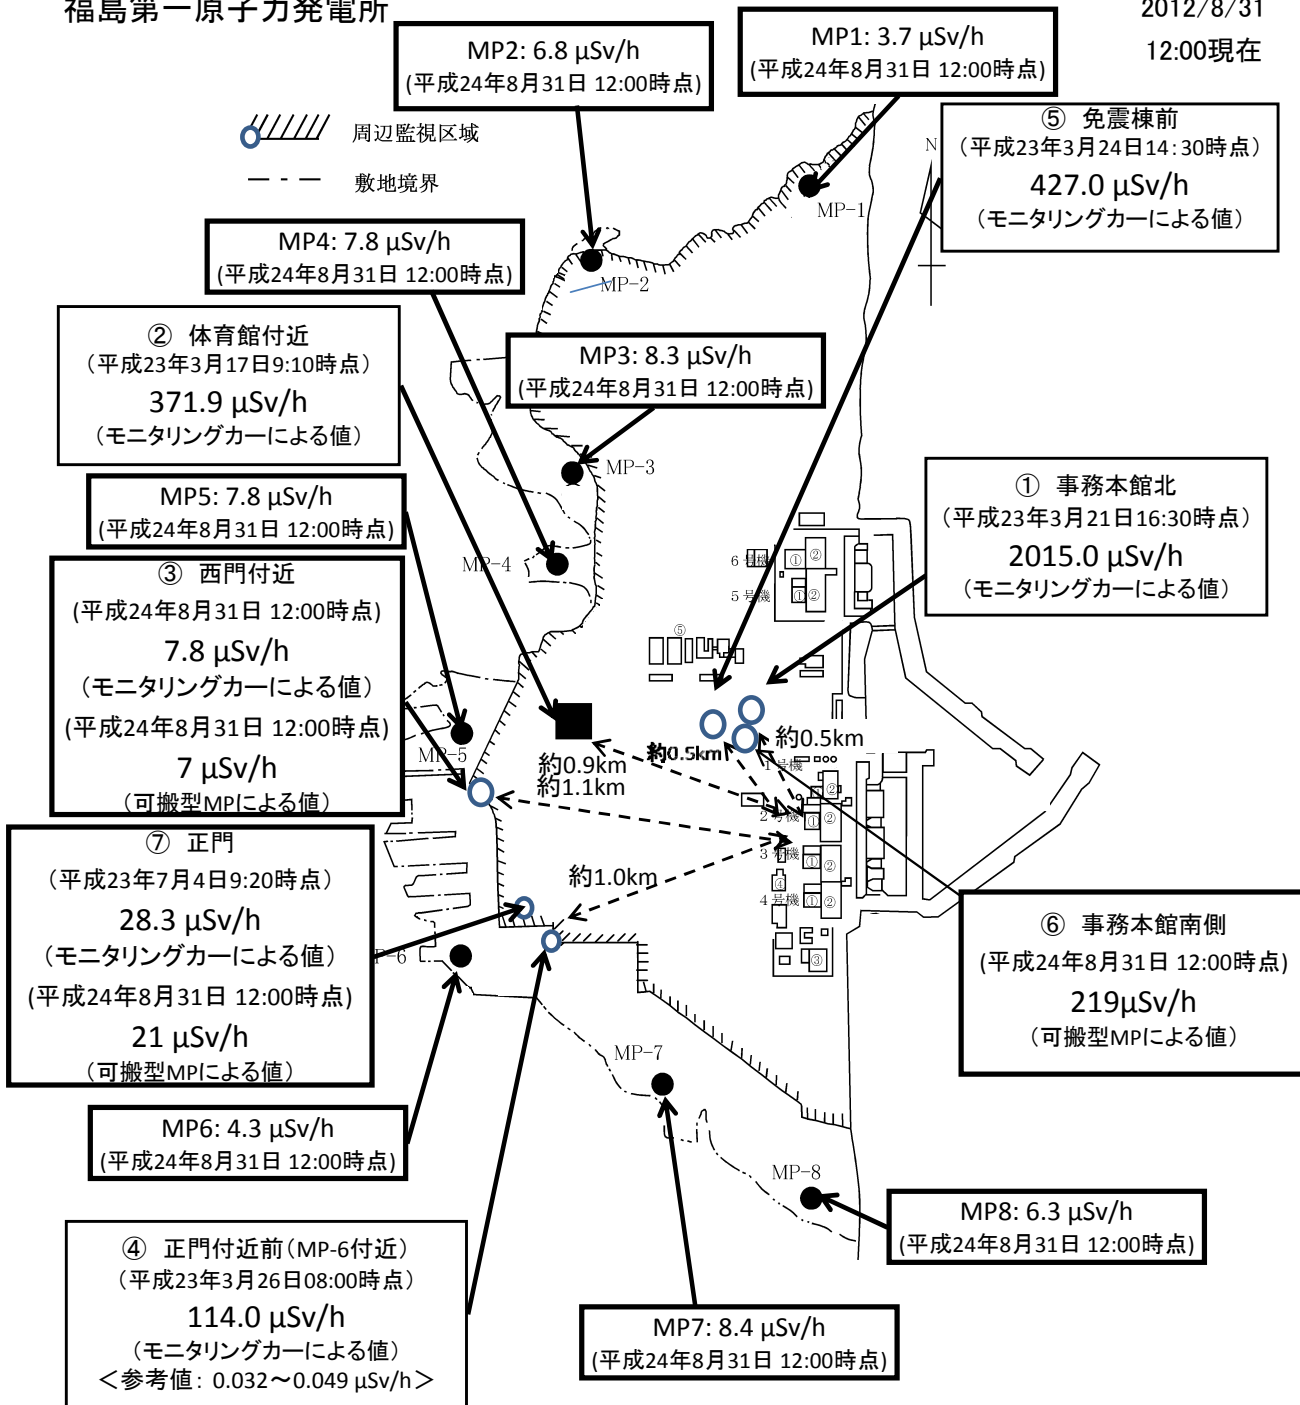 福島第一原子力発電所
2012/8/31
12:00現在
MP2: 6.8 μSv/h
(平成24年8月31日 12:00時点)
MP1: 3.7 μSv/h
(平成24年8月31日 12:00時点)
周辺監視区域
敷地境界
⑤ 免震棟前
(平成23年3月24日14:30時点)
427.0 μSv/h
(モニタリングカーによる値)
N
MP-1
MP4: 7.8 μSv/h
(平成24年8月31日 12:00時点)
MP-2
② 体育館付近
(平成23年3月17日9:10時点)
371.9 μSv/h
(モニタリングカーによる値)
MP3: 8.3 μSv/h
(平成24年8月31日 12:00時点)
MP-3
MP5: 7.8 μSv/h
(平成24年8月31日 12:00時点)
① 事務本館北
(平成23年3月21日16:30時点)
2015.0 μSv/h
(モニタリングカーによる値)
MP-4
6号機 ① ②
5号機 ① ②
③ 西門付近
(平成24年8月31日 12:00時点)
7.8 μSv/h
(モニタリングカーによる値)
(平成24年8月31日 12:00時点)
7 μSv/h
(可搬型MPによる値)
⑤
MP-5
約0.9km
約1.1km
約0.5km
約0.5km
1号機 ②
2号機 ① ②
3号機 ① ②
④
4号機 ① ②
③
約1.0km
⑦ 正門
(平成23年7月4日9:20時点)
28.3 μSv/h
(モニタリングカーによる値)
(平成24年8月31日 12:00時点)
21 μSv/h
(可搬型MPによる値)
P-6
⑥ 事務本館南側
(平成24年8月31日 12:00時点)
219μSv/h
(可搬型MPによる値)
MP-7
MP6: 4.3 μSv/h
(平成24年8月31日 12:00時点)
MP-8
MP8: 6.3 μSv/h
(平成24年8月31日 12:00時点)
④ 正門付近前(MP-6付近)
(平成23年3月26日08:00時点)
114.0 μSv/h
(モニタリングカーによる値)
＜参考値: 0.032～0.049 μSv/h＞
MP7: 8.4 μSv/h
(平成24年8月31日 12:00時点)